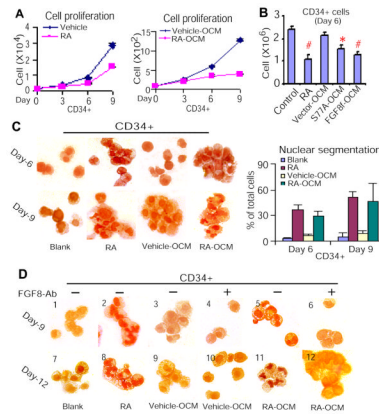 A
Cell proliferation
Vehicle
RA
Cell (X10⁴)
4
3
2
1
0
Day 0 3 6 9
CD34+
Cell proliferation
Vehicle-OCM
RA-OCM
Cell (X10²)
15
10
5
0
0 3 6 9
CD34+
B
CD34+ cells
(Day 6)
Cell (X10⁶)
3
2
1
0
# * #
Control
RA
Vector-OCM
S77A-OCM
FGF8f-OCM
C
CD34+
Day-6
Day-9
Blank RA Vehicle-OCM RA-OCM
Nuclear segmentation
Blank
RA
Vehicle-OCM
RA-OCM
% of total cells
80
60
40
20
0
Day 6 Day 9
CD34+
D
CD34+
FGF8-Ab – – – + – +
Day-9
1 2 3 4 5 6
Day-12
7 8 9 10 11 12
Blank RA Vehicle-OCM Vehicle-OCM RA-OCM RA-OCM